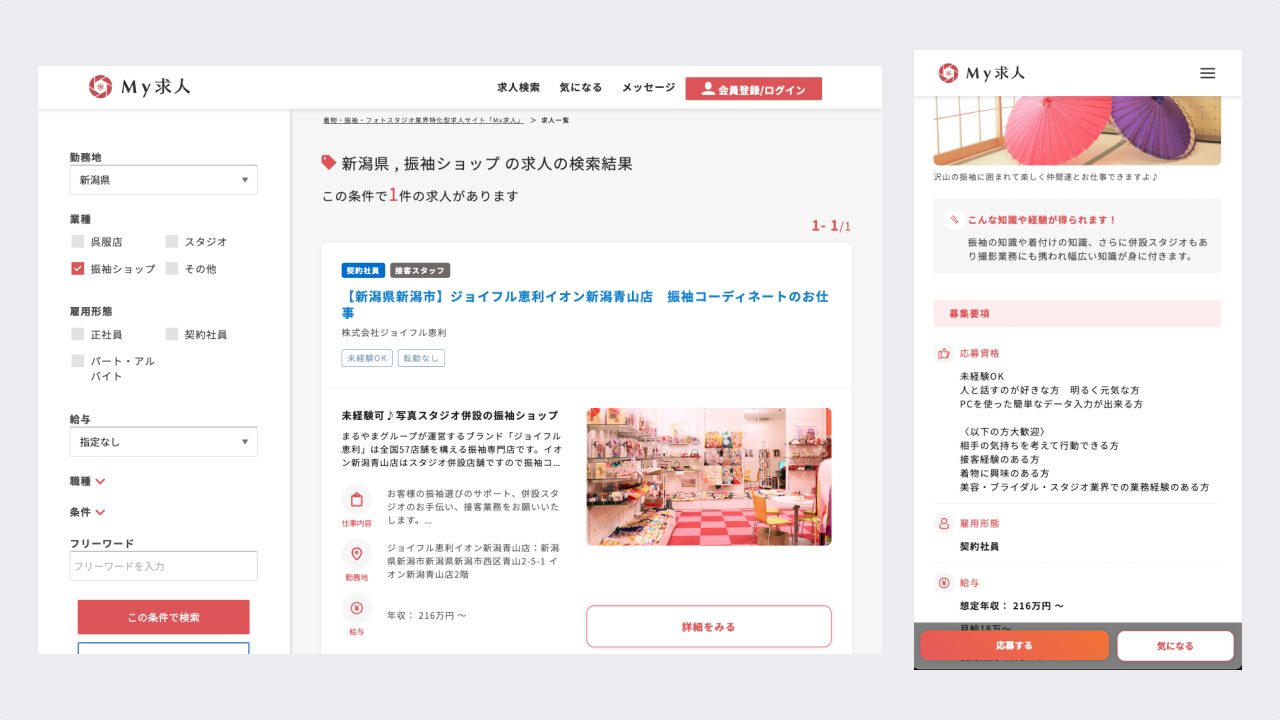 My求人
求人検索
気になる
メッセージ
会員登録/ログイン
勤務地
新潟県
業種
呉服店
スタジオ
振袖ショップ
その他
雇用形態
正社員
契約社員
パート・アル
バイト
給与
指定なし
職種
条件
フリーワード
フリーワードを入力
この条件で検索
着物・振袖・フォトスタジオ業界特化型求人サイト「My求人」 > 求人一覧
新潟県 , 振袖ショップ の求人の検索結果
この条件で1件の求人があります
1- 1/1
契約社員
接客スタッフ
【新潟県新潟市】ジョイフル恵利イオン新潟青山店 振袖コーディネートのお仕
事
株式会社ジョイフル恵利
未経験OK
転勤なし
未経験可♪写真スタジオ併設の振袖ショップ
まるやまグループが運営するブランド「ジョイフル
恵利」は全国57店舗を構える振袖専門店です。イオ
ン新潟青山店はスタジオ併設店舗ですので振袖コ...
仕事内容
お客様の振袖選びのサポート、併設スタ
ジオのお手伝い、接客業務をお願いいた
します。...
勤務地
ジョイフル恵利イオン新潟青山店：新潟
県新潟市新潟県新潟市西区青山2-5-1 イ
オン新潟青山店2階
給与
年収： 216万円 〜
詳細をみる
My求人
沢山の振袖に囲まれて楽しく仲間達とお仕事できますよ♪
こんな知識や経験が得られます！
振袖の知識や着付けの知識、さらに併設スタジオもあ
り撮影業務にも携われ幅広い知識が身に付きます。
募集要項
応募資格
未経験OK
人と話すのが好きな方 明るく元気な方
PCを使った簡単なデータ入力が出来る方
〈以下の方大歓迎〉
相手の気持ちを考えて行動できる方
接客経験のある方
着物に興味のある方
美容・ブライダル・スタジオ業界での業務経験のある方
雇用形態
契約社員
給与
想定年収： 216万円 〜
月給18万〜
応募する
気になる